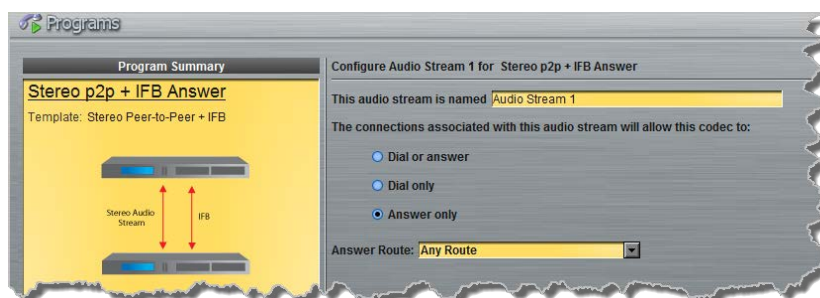 Programs
Program Summary
Stereo p2p + IFB Answer
Template: Stereo Peer-to-Peer + IFB
Stereo Audio
Stream
IFB
Configure Audio Stream 1 for Stereo p2p + IFB Answer
This audio stream is named Audio Stream 1
The connections associated with this audio stream will allow this codec to:
Dial or answer
Dial only
Answer only
Answer Route: Any Route